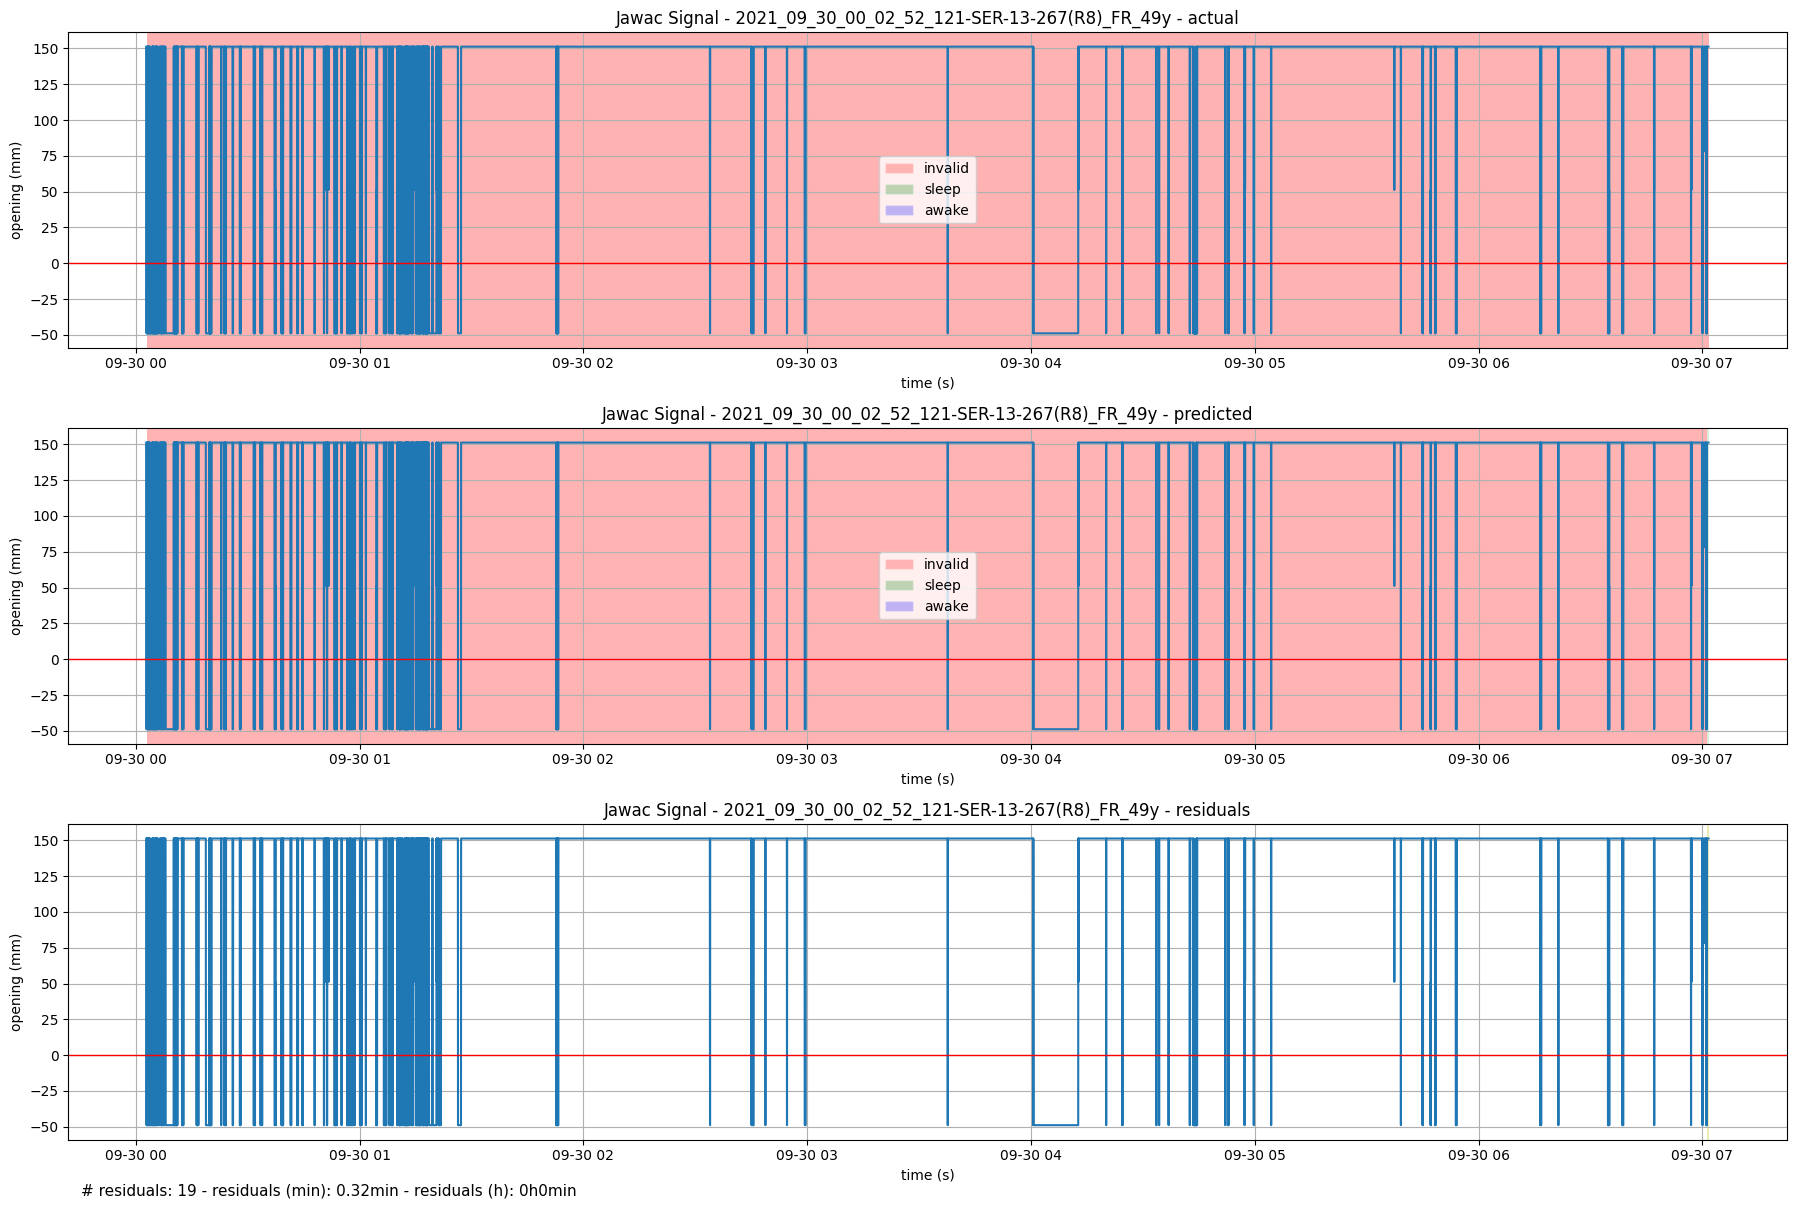 Jawac Signal - 2021_09_30_00_02_52_121-SER-13-267(R8)_FR_49y - actual
150
125
100
75
50
25
0
−25
−50
opening (mm)
invalid
sleep
awake
09-30 00 09-30 01 09-30 02 09-30 03 09-30 04 09-30 05 09-30 06 09-30 07
time (s)
Jawac Signal - 2021_09_30_00_02_52_121-SER-13-267(R8)_FR_49y - predicted
150
125
100
75
50
25
0
−25
−50
opening (mm)
invalid
sleep
awake
09-30 00 09-30 01 09-30 02 09-30 03 09-30 04 09-30 05 09-30 06 09-30 07
time (s)
Jawac Signal - 2021_09_30_00_02_52_121-SER-13-267(R8)_FR_49y - residuals
150
125
100
75
50
25
0
−25
−50
opening (mm)
09-30 00 09-30 01 09-30 02 09-30 03 09-30 04 09-30 05 09-30 06 09-30 07
time (s)
# residuals: 19 - residuals (min): 0.32min - residuals (h): 0h0min